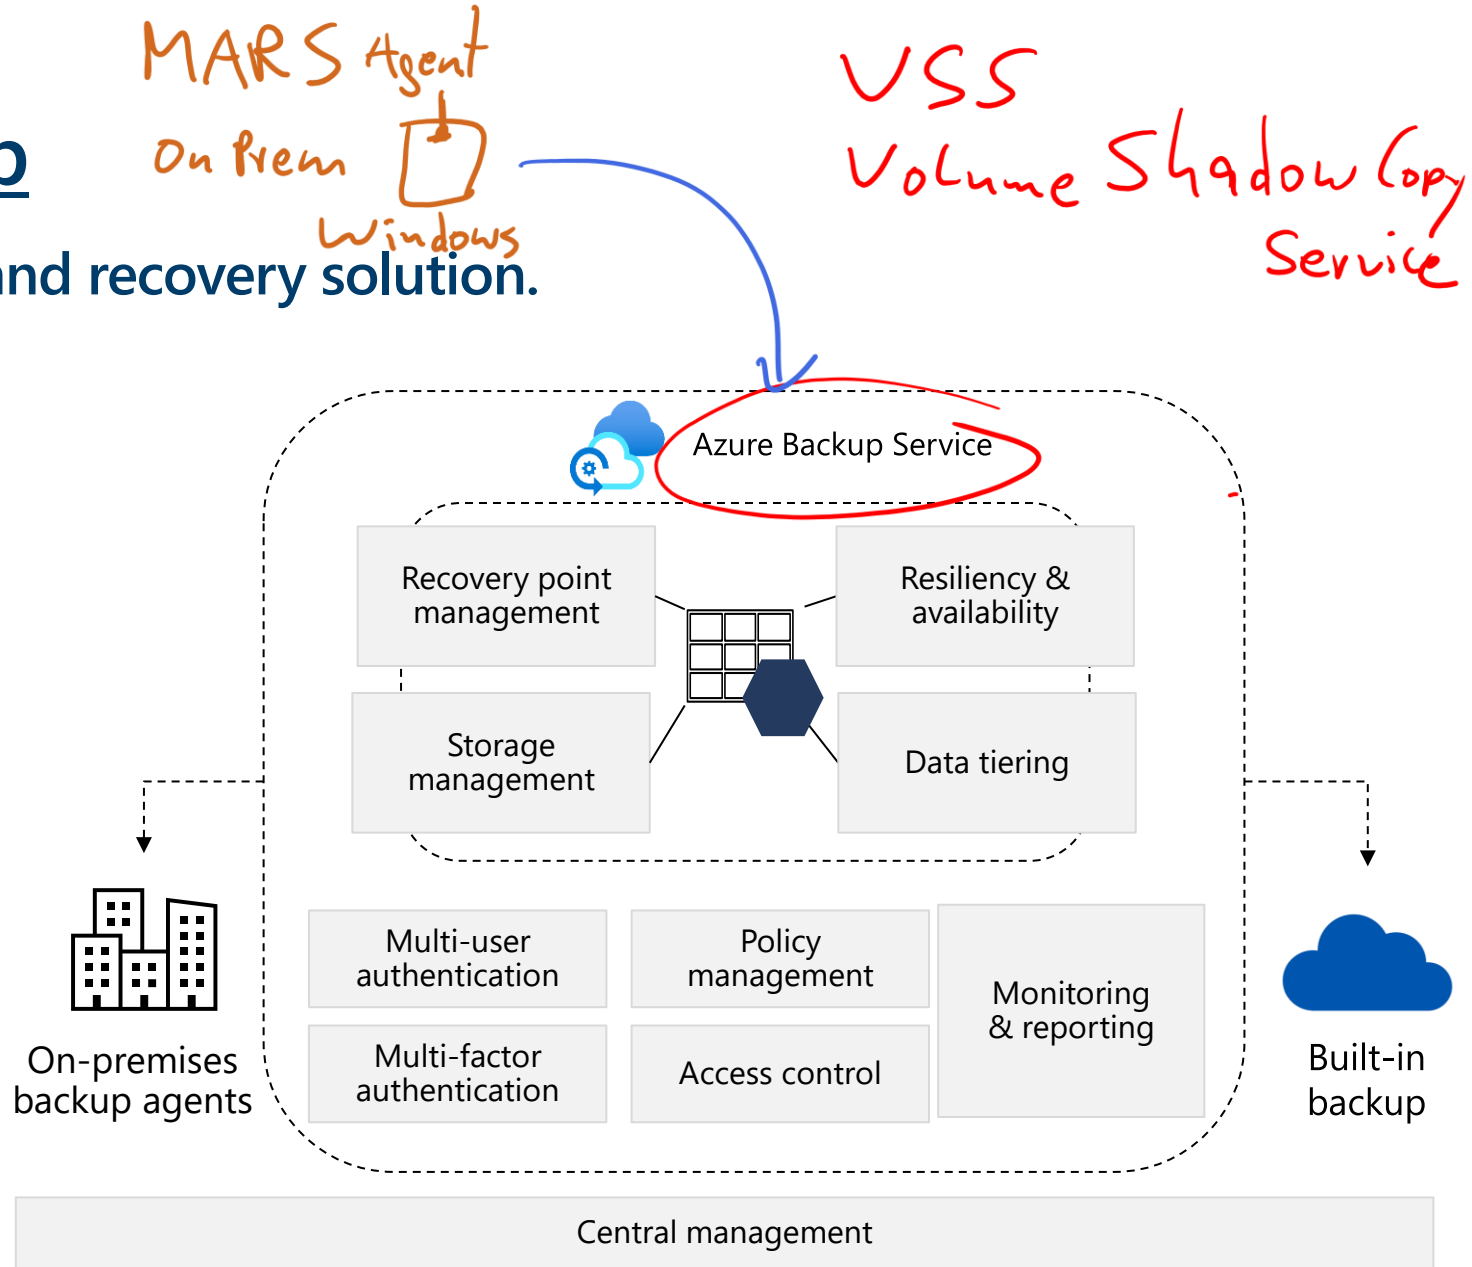 MARS Agent
On Prem
Windows
VSS
Volume Shadow Copy
Service
p
and recovery solution.
Azure Backup Service
Recovery point
management
Resiliency &
availability
Storage
management
Data tiering
Multi-user
authentication
Policy
management
Monitoring
& reporting
Multi-factor
authentication
Access control
On-premises
backup agents
Built-in
backup
Central management